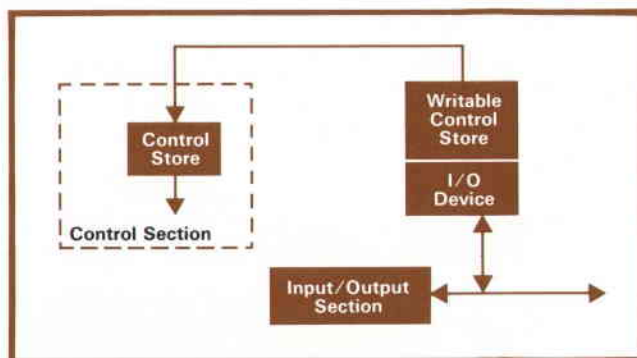 Writable
Control
Store
Control
Store
I/O
Device
Control Section
Input/Output
Section